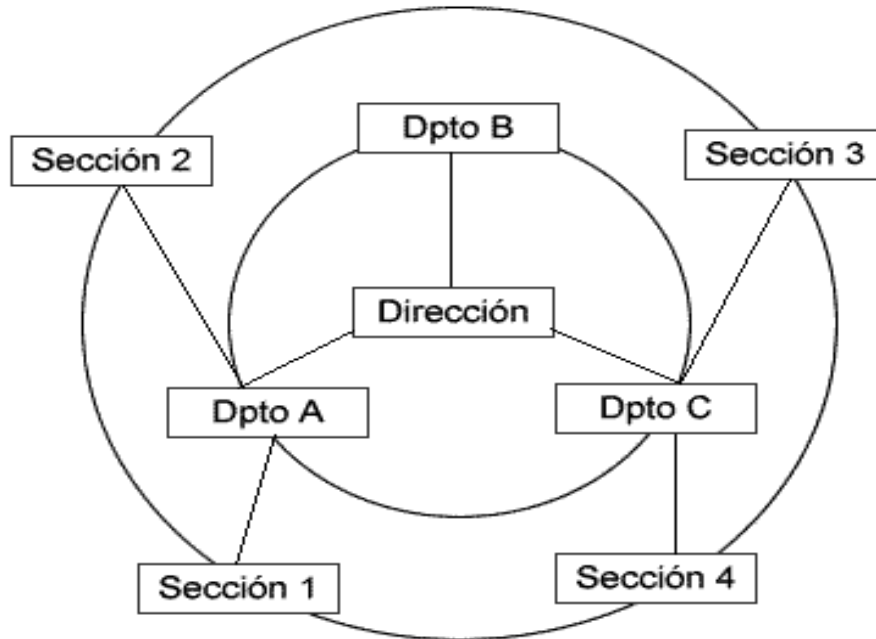 Dpto B
Sección 2
Sección 3
Dirección
Dpto A
Dpto C
Sección 1
Sección 4